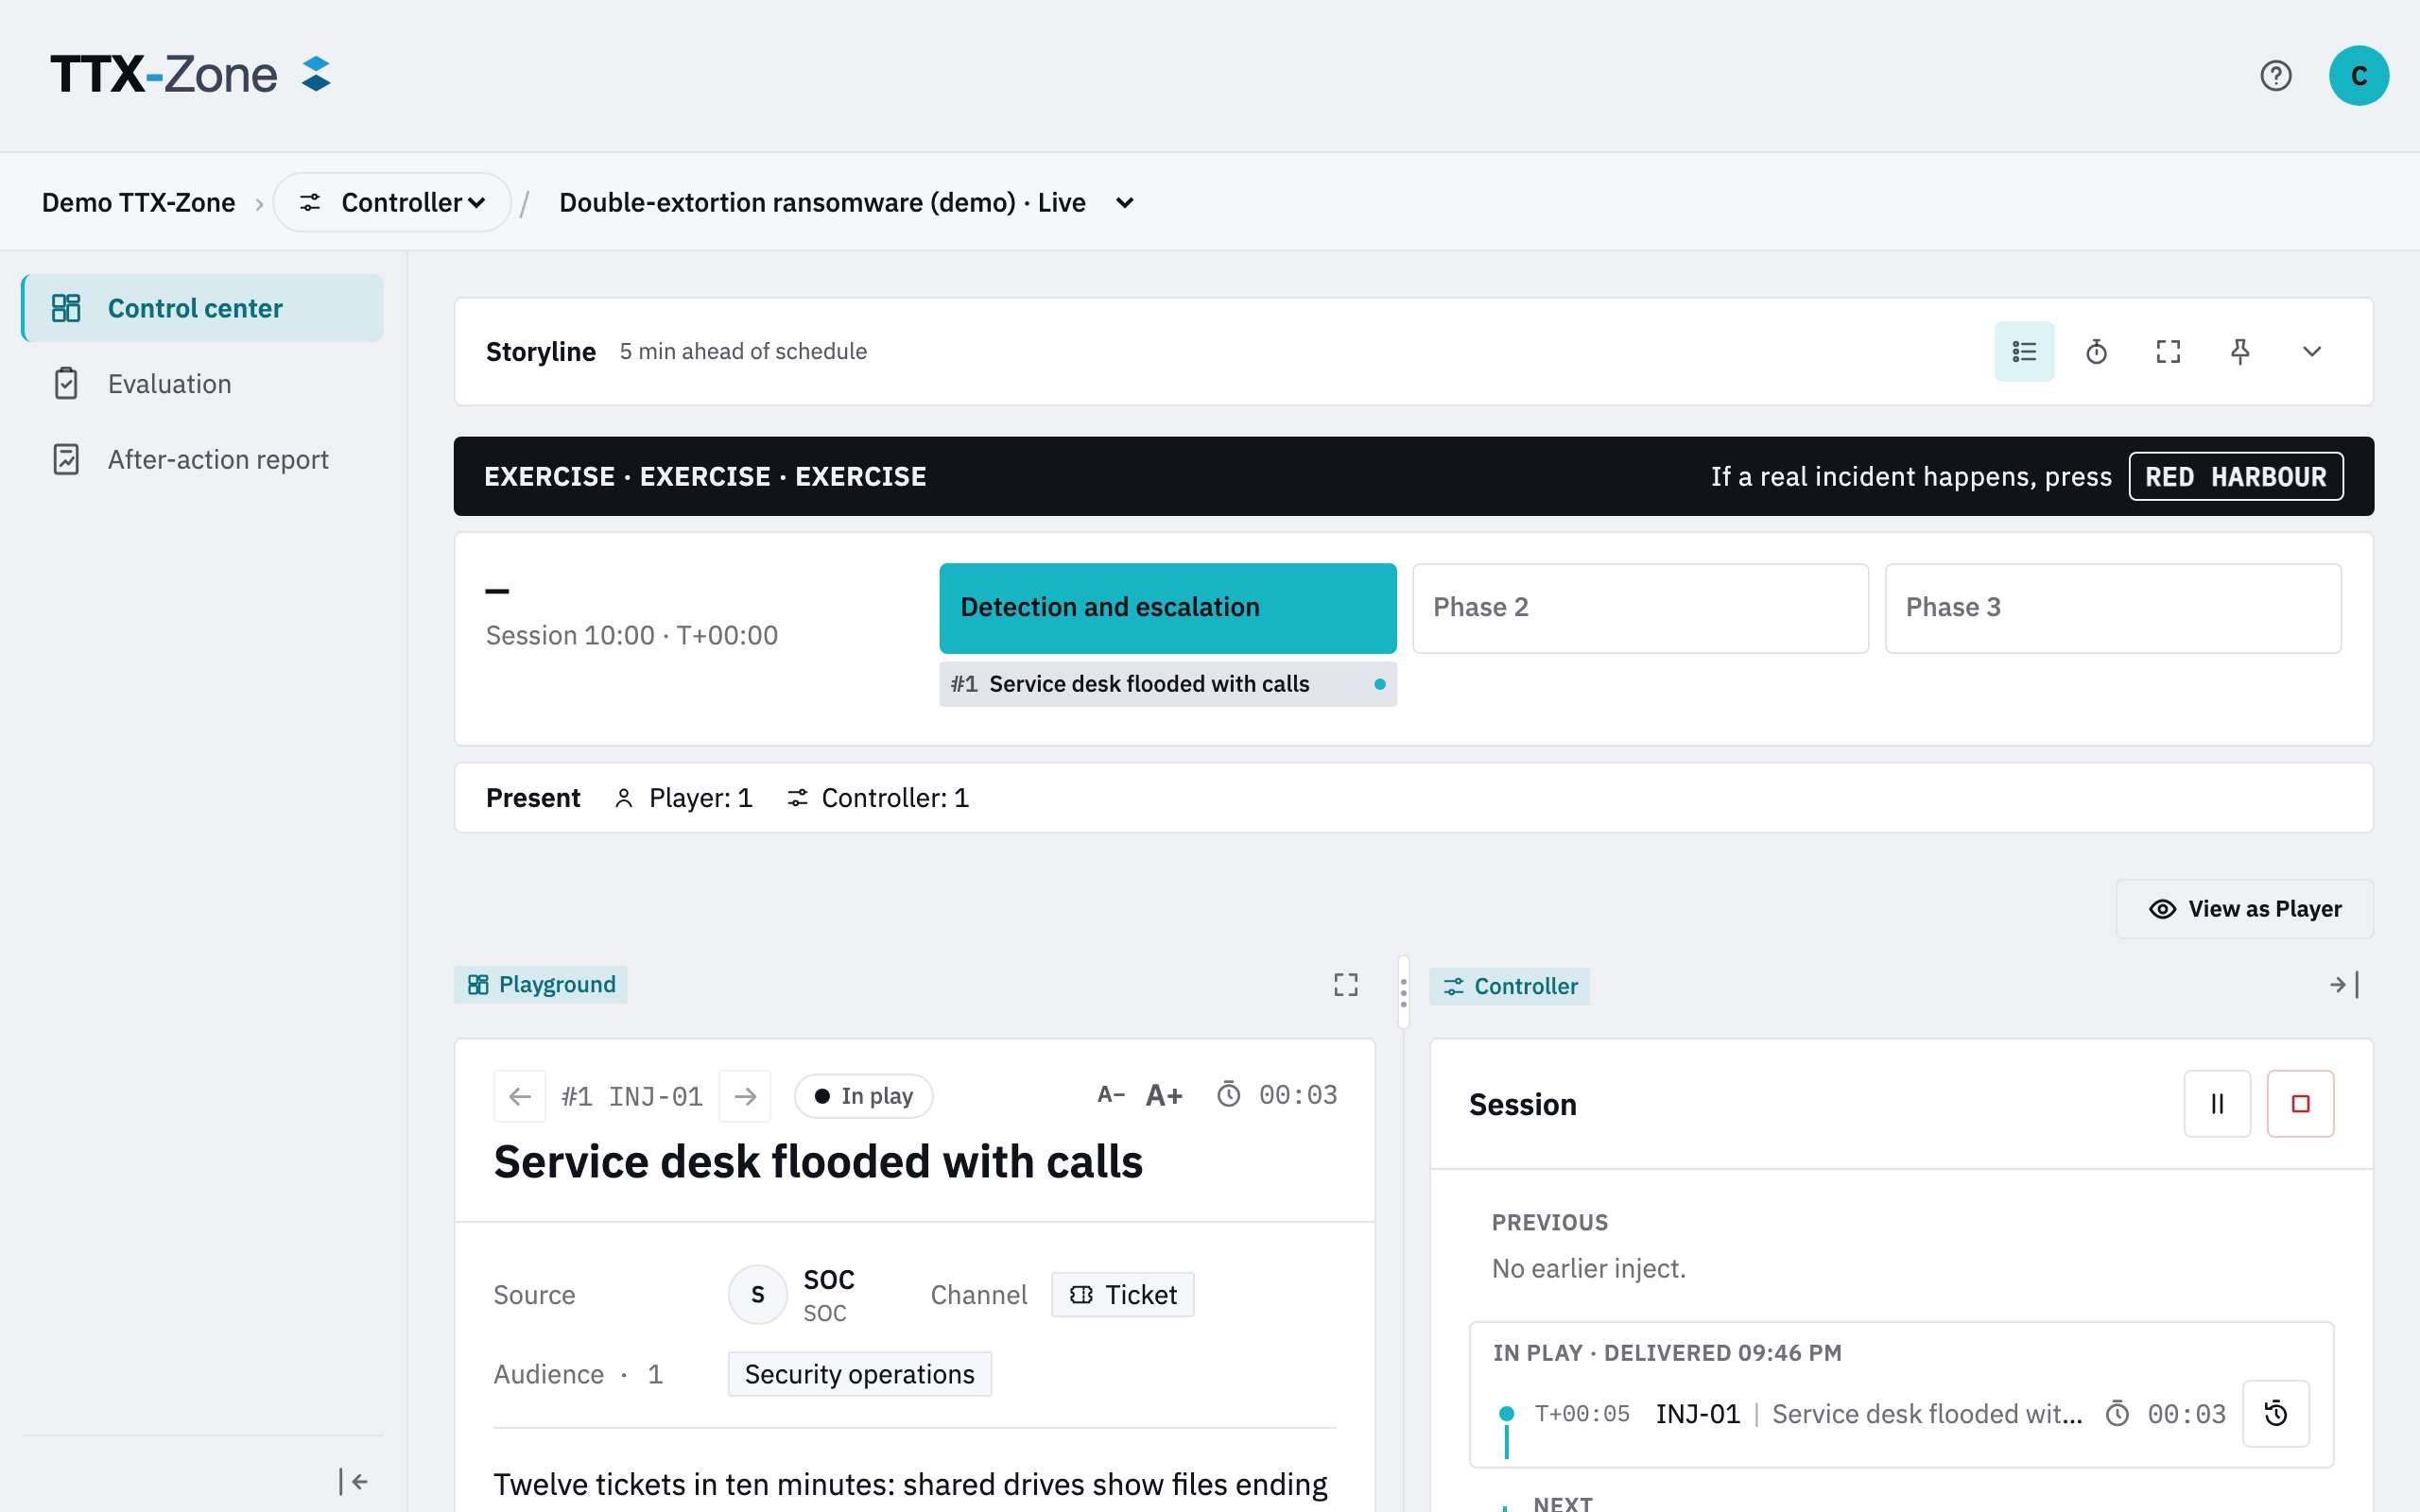 TTX-Zone
C
Demo TTX-Zone › Controller / Double-extortion ransomware (demo) · Live
Control center
Evaluation
After-action report
Storyline 5 min ahead of schedule
EXERCISE · EXERCISE · EXERCISE If a real incident happens, press RED HARBOUR
–
Session 10:00 · T+00:00
Detection and escalation
Phase 2
Phase 3
#1 Service desk flooded with calls
Present Player: 1 Controller: 1
View as Player
Playground
#1 INJ-01 In play A− A+ 00:03
Service desk flooded with calls
Source S SOC
SOC
Channel Ticket
Audience · 1 Security operations
Twelve tickets in ten minutes: shared drives show files ending
Controller
Session
PREVIOUS
No earlier inject.
IN PLAY · DELIVERED 09:46 PM
T+00:05 INJ-01 | Service desk flooded wit... 00:03
NEXT